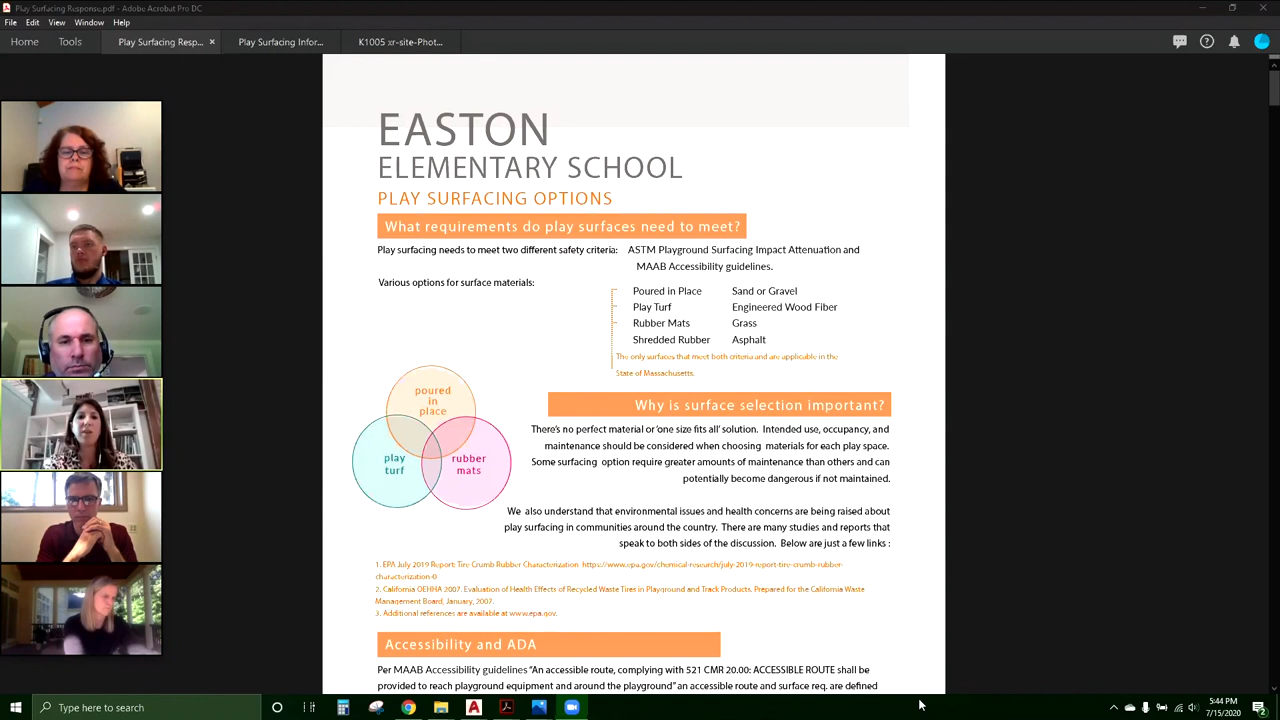 Play Surfacing Response.pdf - Adobe Acrobat Pro DC
File Edit View Window Help
Home Tools Play Surfacing Resp... × Play Surfacing Infor... K1005 xr-site-Phot...
EASTON
ELEMENTARY SCHOOL
PLAY SURFACING OPTIONS
What requirements do play surfaces need to meet?
Play surfacing needs to meet two different safety criteria: ASTM Playground Surfacing Impact Attenuation and
MAAB Accessibility guidelines.
Various options for surface materials:
Poured in Place Sand or Gravel
Play Turf Engineered Wood Fiber
Rubber Mats Grass
Shredded Rubber Asphalt
The only surfaces that meet both criteria and are applicable in the
State of Massachusetts.
poured
in
place
play
turf
rubber
mats
Why is surface selection important?
There's no perfect material or 'one size fits all' solution. Intended use, occupancy, and
maintenance should be considered when choosing materials for each play space.
Some surfacing option require greater amounts of maintenance than others and can
potentially become dangerous if not maintained.
We also understand that environmental issues and health concerns are being raised about
play surfacing in communities around the country. There are many studies and reports that
speak to both sides of the discussion. Below are just a few links :
1. EPA July 2019 Report: Tire Crumb Rubber Characterization https://www.epa.gov/chemical-research/july-2019-report-tire-crumb-rubber-
characterization-0
2. California OEHHA 2007. Evaluation of Health Effects of Recycled Waste Tires in Playground and Track Products. Prepared for the California Waste
Management Board, January, 2007.
3. Additional references are available at www.epa.gov.
Accessibility and ADA
Per MAAB Accessibility guidelines "An accessible route, complying with 521 CMR 20.00: ACCESSIBLE ROUTE shall be
provided to reach playground equipment and around the playground" an accessible route and surface req. are defined
Type here to search
5:44 PM
7/15/2020
2